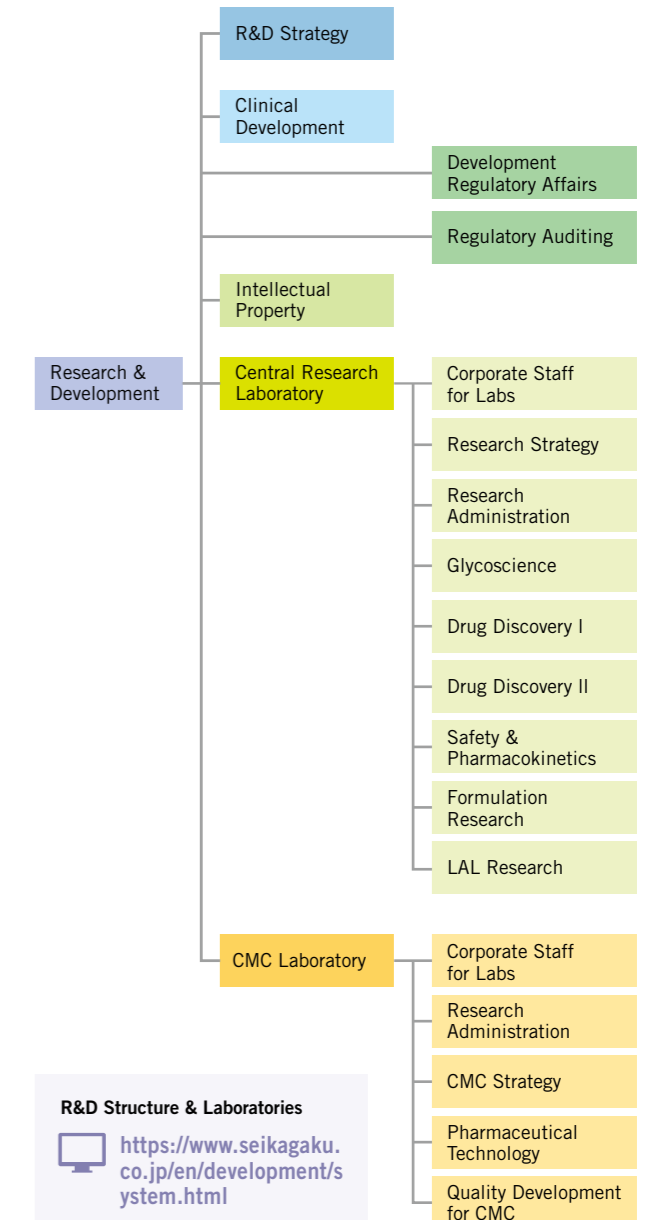 R&D Strategy
Clinical
Development
Development
Regulatory Affairs
Regulatory Auditing
Intellectual
Property
Research &
Development
Central Research
Laboratory
Corporate Staff
for Labs
Research Strategy
Research
Administration
Glycoscience
Drug Discovery I
Drug Discovery II
Safety &
Pharmacokinetics
Formulation
Research
LAL Research
CMC Laboratory
Corporate Staff
for Labs
Research
Administration
CMC Strategy
Pharmaceutical
Technology
Quality Development
for CMC
R&D Structure & Laboratories
https://www.seikagaku.
co.jp/en/development/s
ystem.html